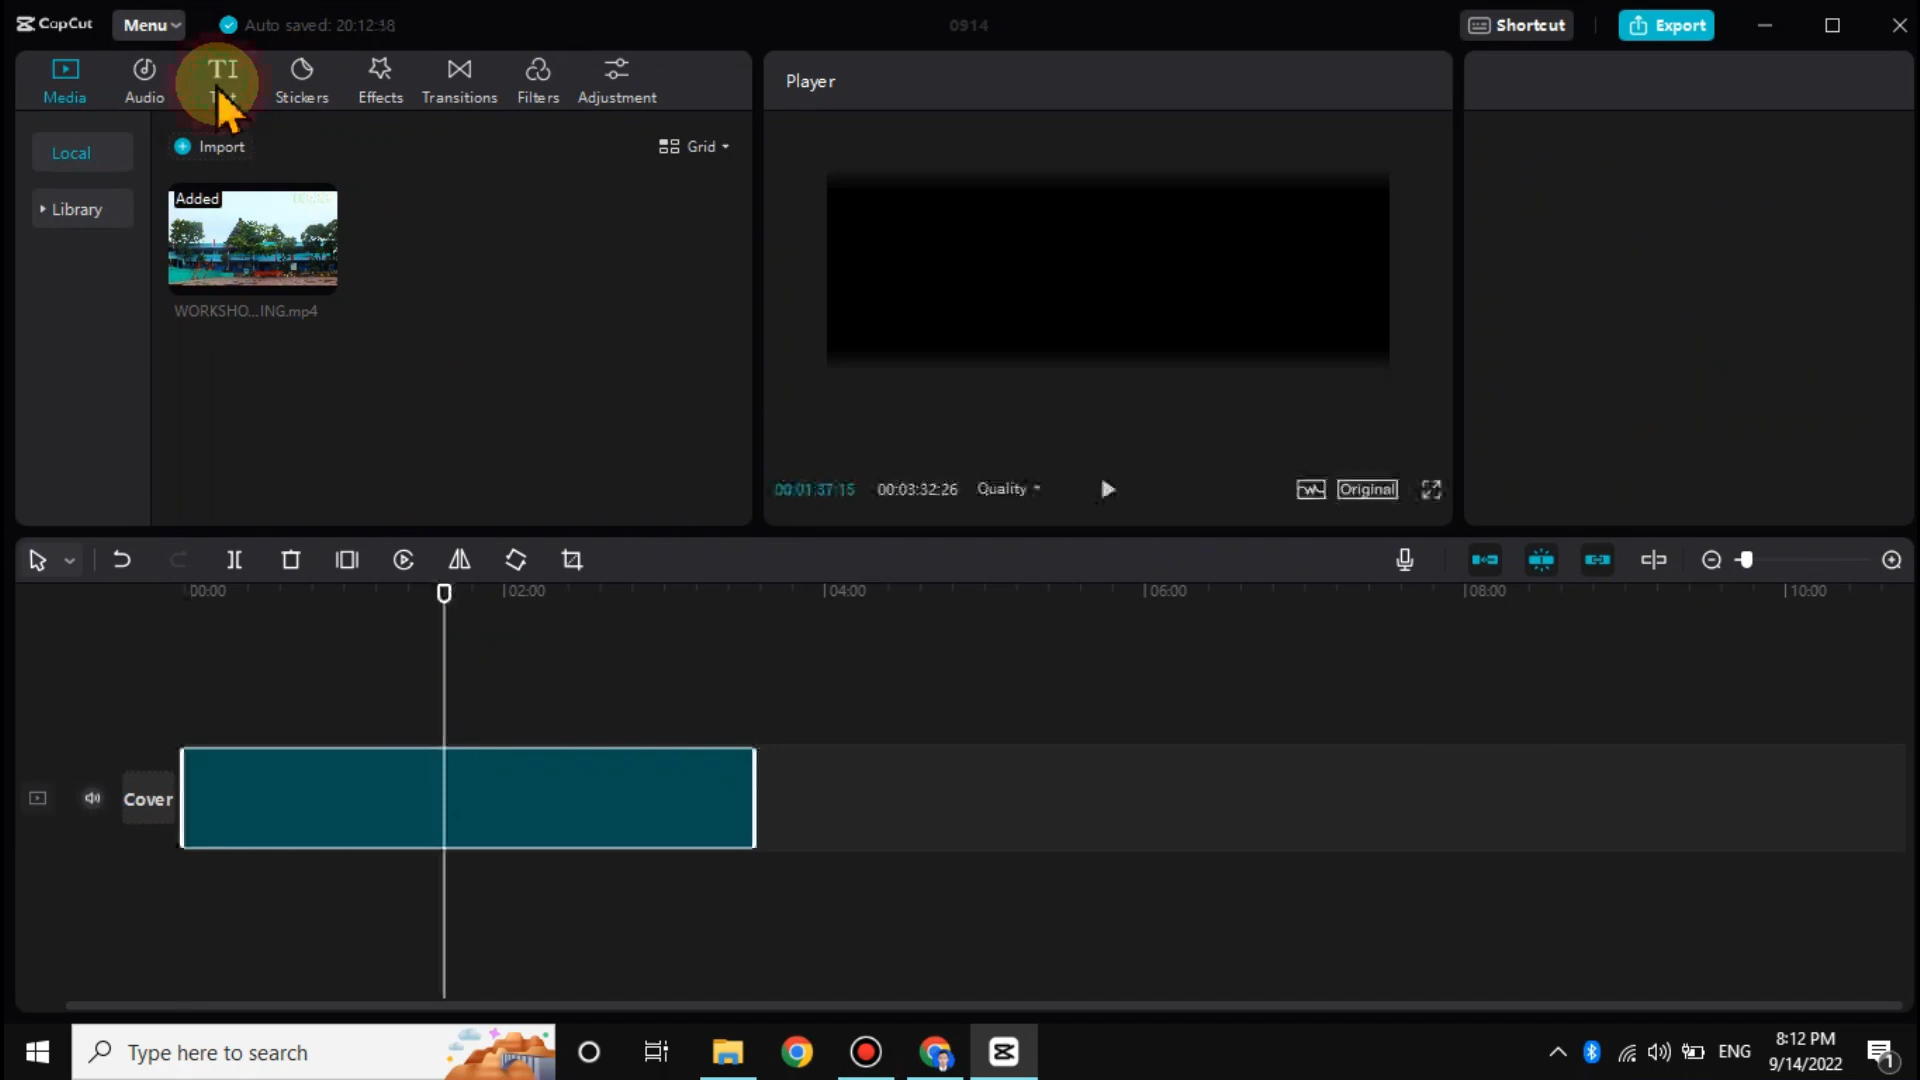 CapCut
Menu
Auto saved: 20:12:38
0914
Shortcut
Export
Media
Audio
Stickers
Effects
Transitions
Filters
Adjustment
Player
Local
Import
Grid
Library
Added
WORKSHO...ING.mp4
00:01:37:15
00:03:32:26
Quality
Original
00:00
02:00
04:00
06:00
08:00
10:00
Cover
Type here to search
ENG
8:12 PM
9/14/2022
1